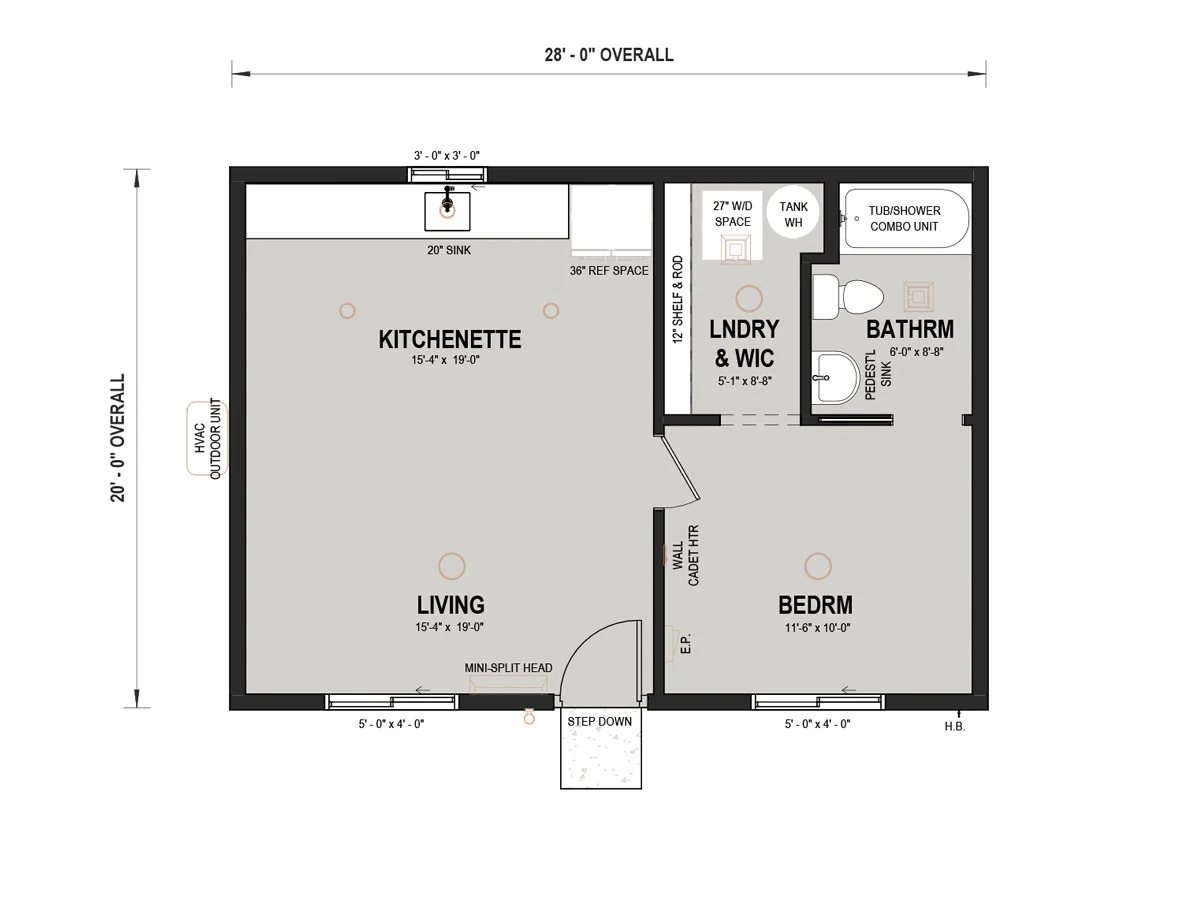 28' - 0" OVERALL
3' - 0" x 3' - 0"
20" SINK
36" REF SPACE
12" SHELF & ROD
27" W/D
SPACE
TANK
WH
TUB/SHOWER
COMBO UNIT
KITCHENETTE
15'-4" x 19'-0"
LNDRY
& WIC
5'-1" x 8'-8"
BATHRM
6'-0" x 8'-8"
PEDEST'L
SINK
20' - 0" OVERALL
HVAC
OUTDOOR UNIT
WALL
CADET HTR
LIVING
15'-4" x 19'-0"
BEDRM
11'-6" x 10'-0"
E.P.
MINI-SPLIT HEAD
5' - 0" x 4' - 0"
STEP DOWN
5' - 0" x 4' - 0"
H.B.